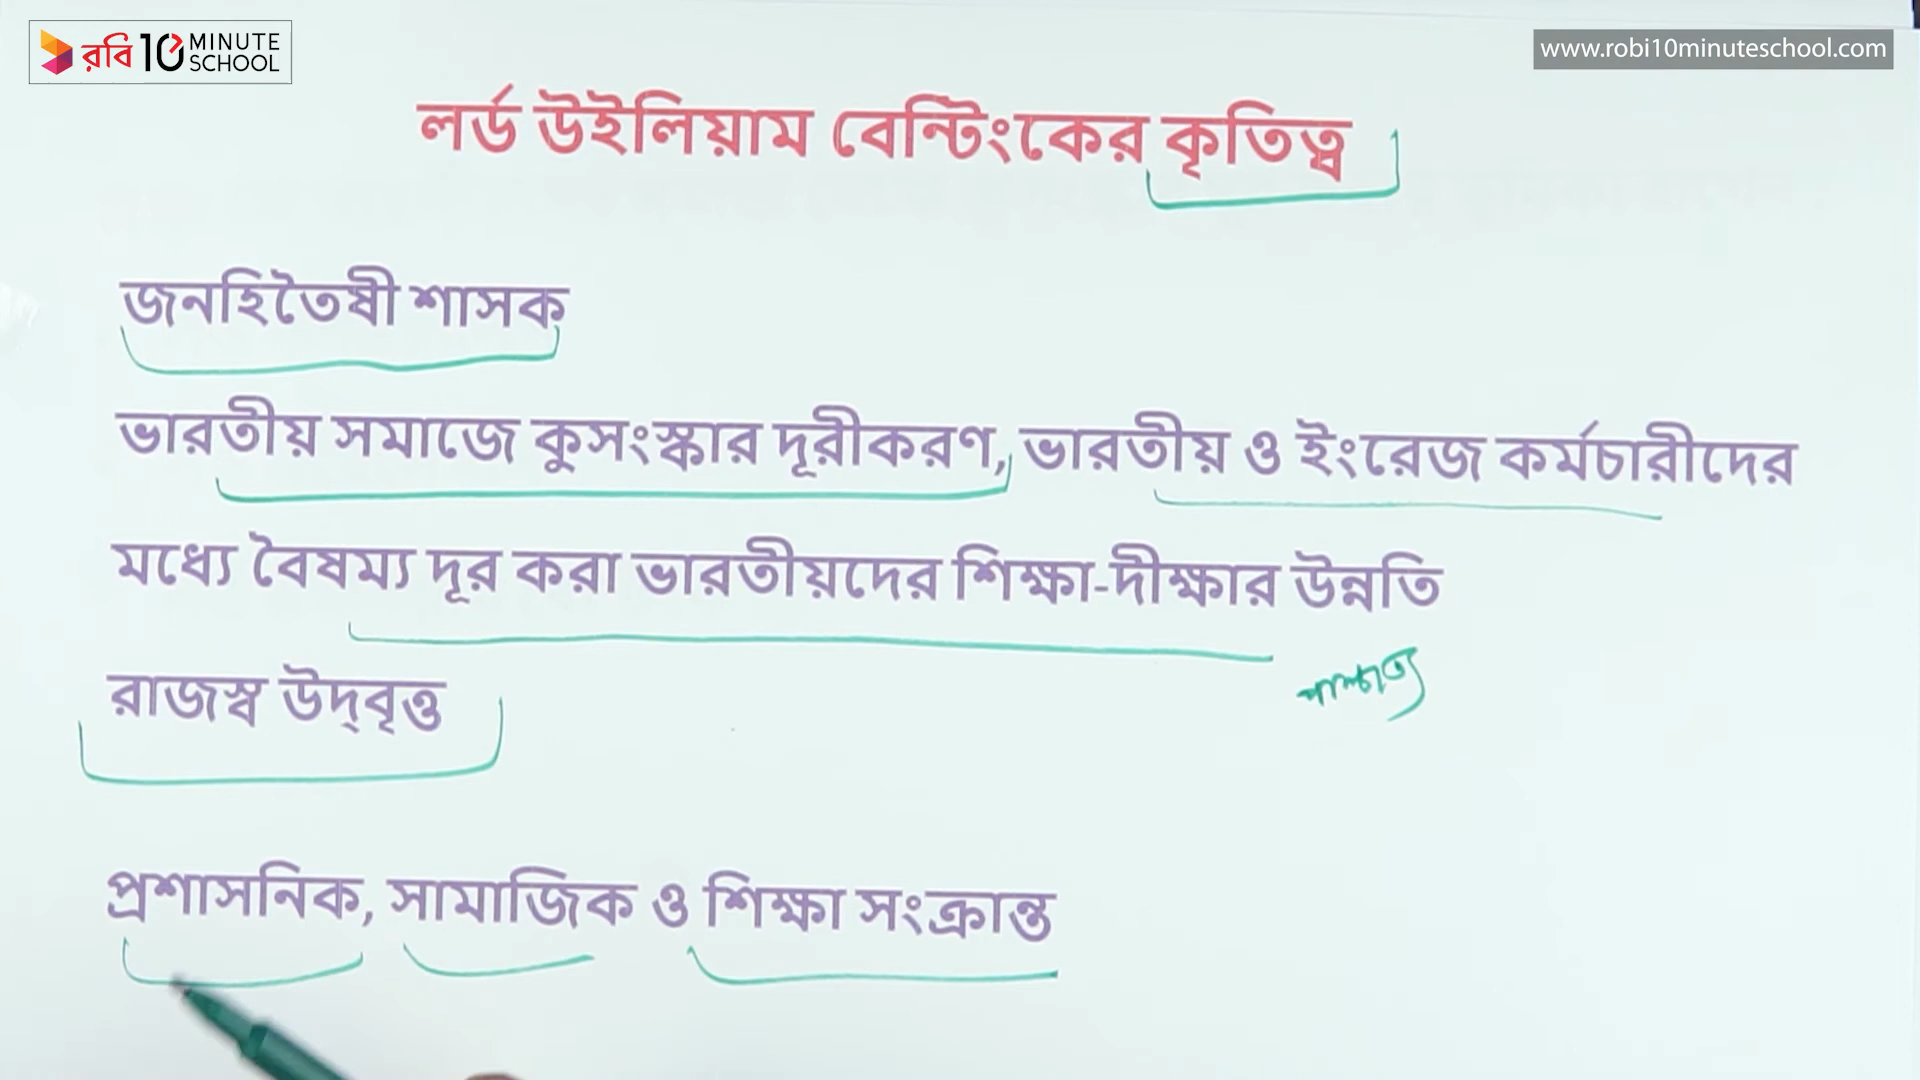 রবি 10 MINUTE SCHOOL
www.robi10minuteschool.com
লর্ড উইলিয়াম বেন্টিংকের কৃতিত্ব
জনহিতৈষী শাসক
ভারতীয় সমাজে কুসংস্কার দূরীকরণ, ভারতীয় ও ইংরেজ কর্মচারীদের
মধ্যে বৈষম্য দূর করা ভারতীয়দের শিক্ষা-দীক্ষার উন্নতি
পাশ্চাত্য
রাজস্ব উদ্‌বৃত্ত
প্রশাসনিক, সামাজিক ও শিক্ষা সংক্রান্ত